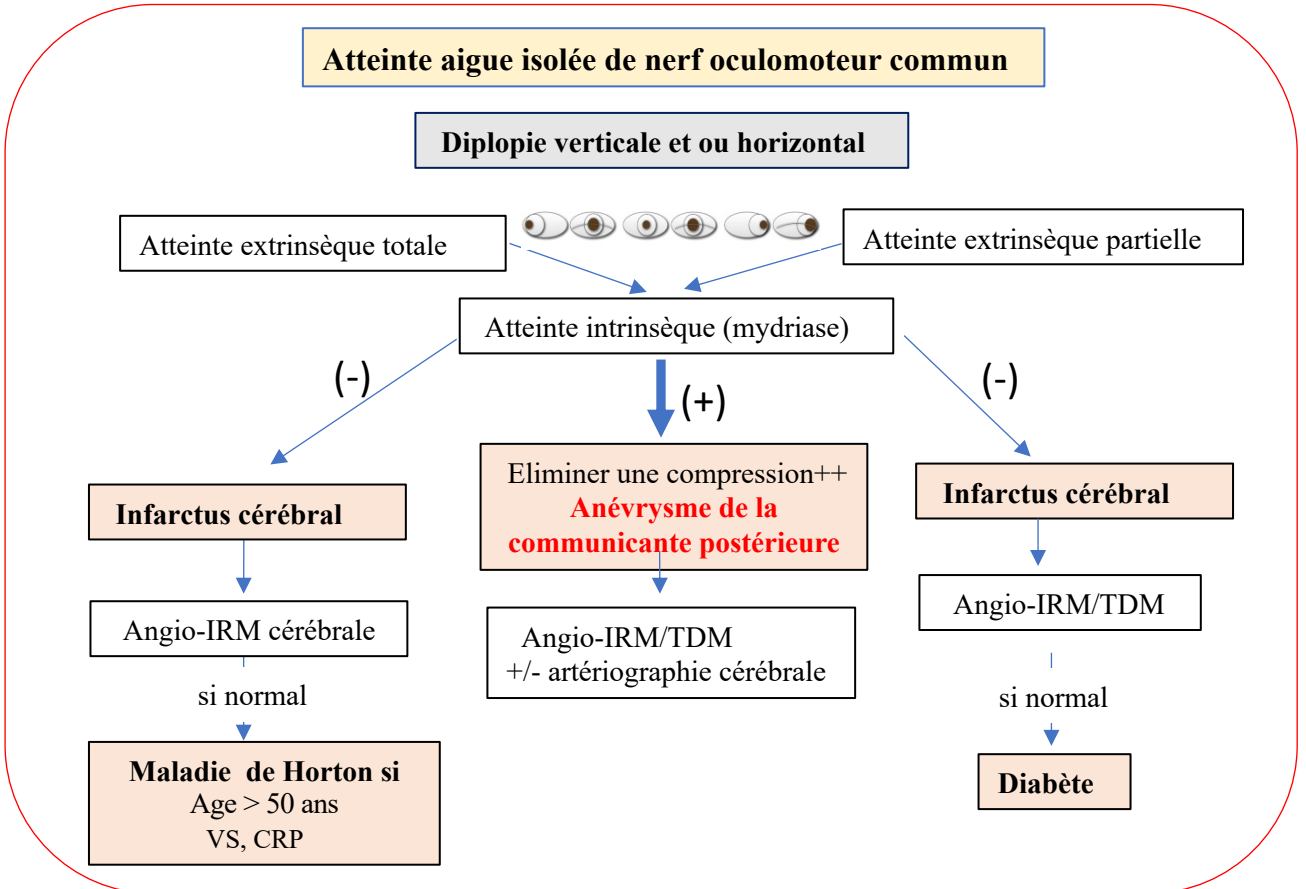 Atteinte aigue isolée de nerf oculomoteur commun
Diplopie verticale et ou horizontal
Atteinte extrinsèque totale
Atteinte extrinsèque partielle
Atteinte intrinsèque (mydriase)
(-)
(+)
(-)
Infarctus cérébral
Eliminer une compression++
Anévrysme de la
communicante postérieure
Infarctus cérébral
Angio-IRM cérébrale
Angio-IRM/TDM
+/- artériographie cérébrale
Angio-IRM/TDM
si normal
si normal
Maladie de Horton si
Age > 50 ans
VS, CRP
Diabète